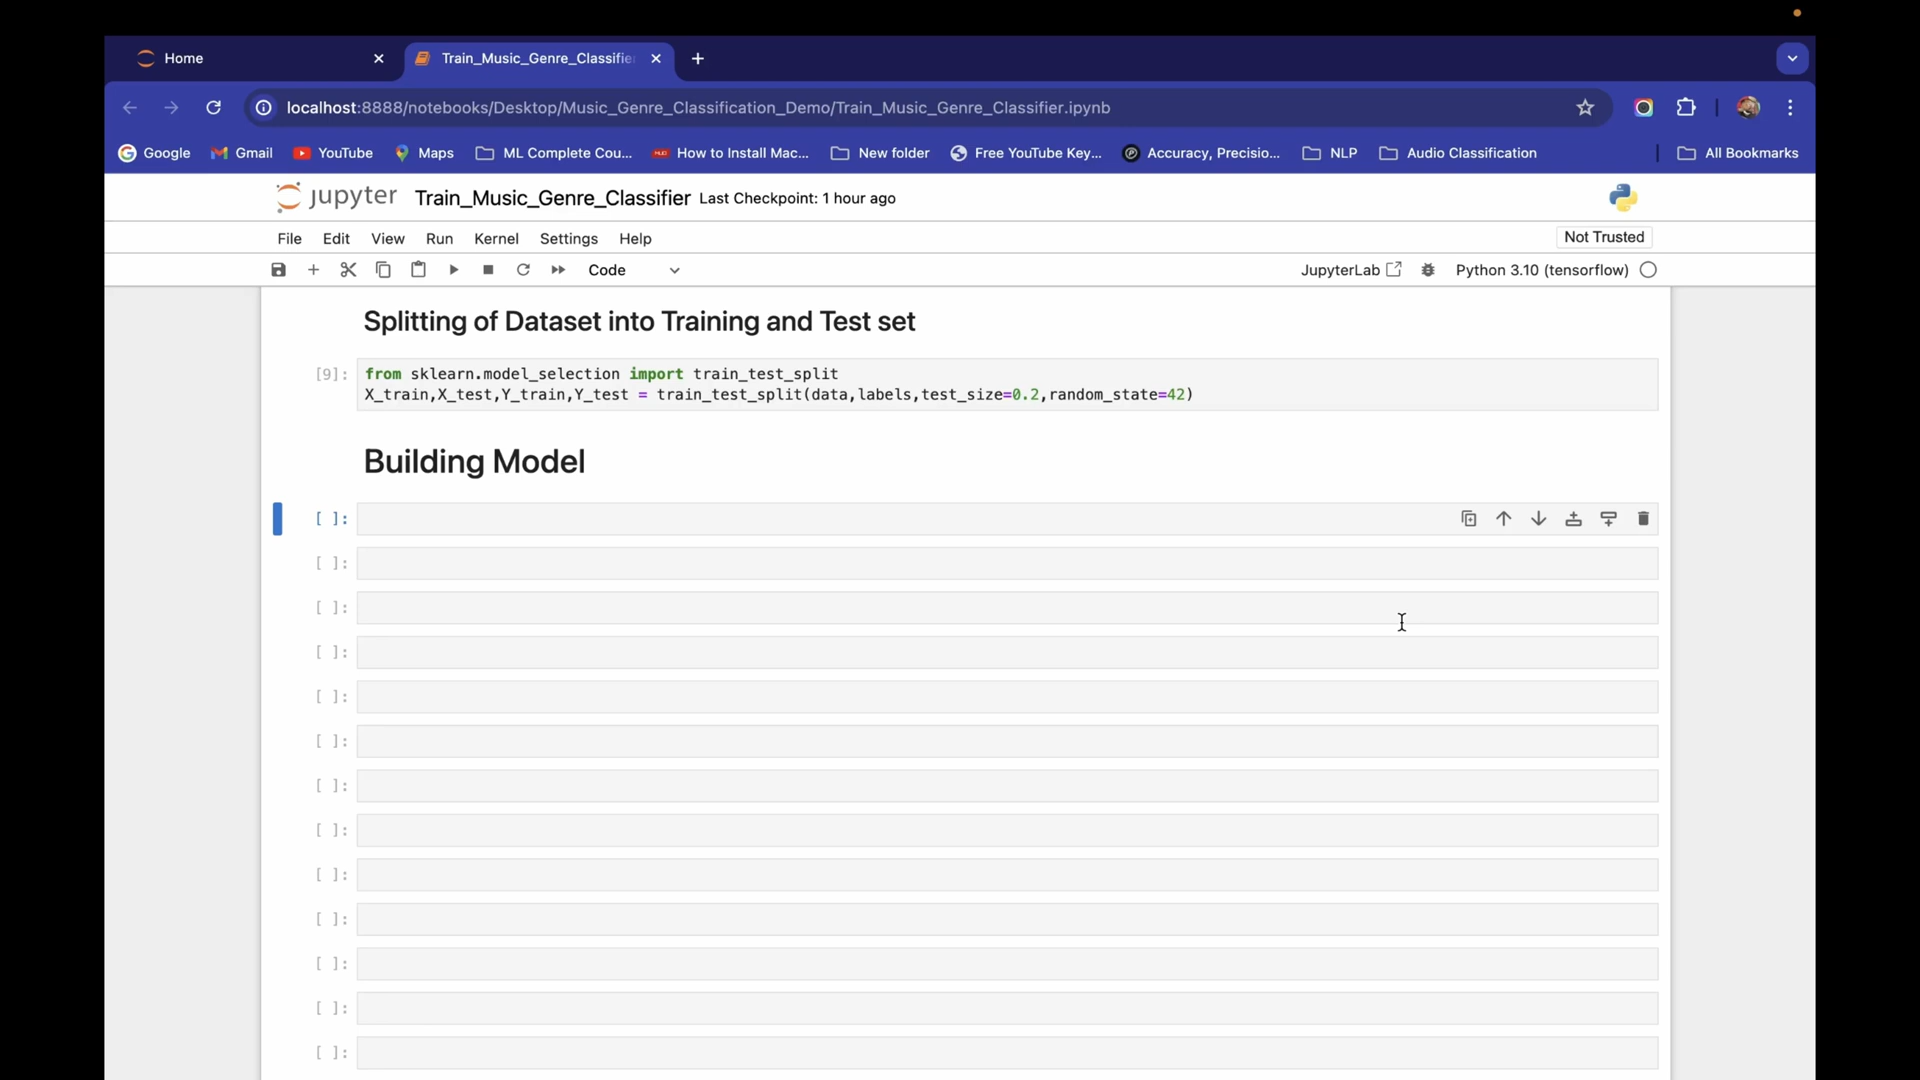 Home
Train_Music_Genre_Classifie
localhost:8888/notebooks/Desktop/Music_Genre_Classification_Demo/Train_Music_Genre_Classifier.ipynb
Google Gmail YouTube Maps ML Complete Cou... How to Install Mac... New folder Free YouTube Key... Accuracy, Precisio... NLP Audio Classification All Bookmarks
jupyter Train_Music_Genre_Classifier Last Checkpoint: 1 hour ago
File Edit View Run Kernel Settings Help Not Trusted
Code JupyterLab Python 3.10 (tensorflow)
Splitting of Dataset into Training and Test set
[9]: from sklearn.model_selection import train_test_split
X_train,X_test,Y_train,Y_test = train_test_split(data,labels,test_size=0.2,random_state=42)
Building Model
[ ]:
[ ]:
[ ]:
[ ]:
[ ]:
[ ]:
[ ]:
[ ]:
[ ]:
[ ]:
[ ]:
[ ]:
[ ]: